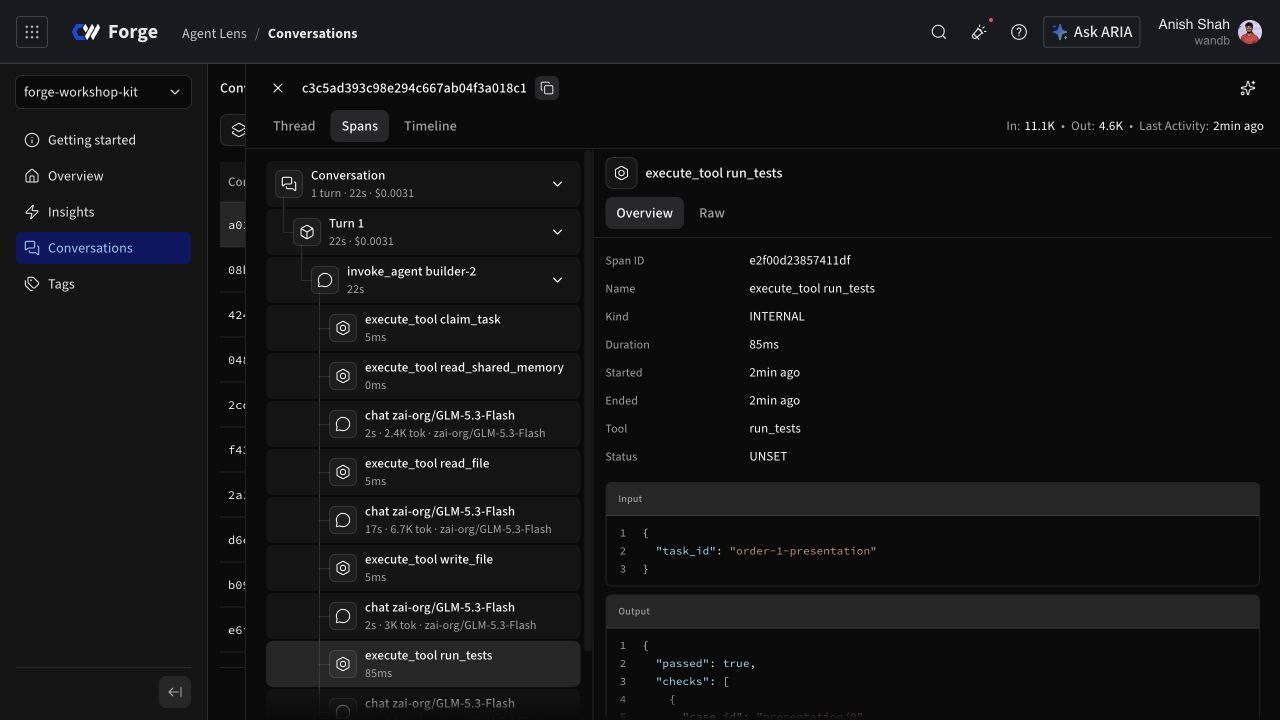 Forge
Agent Lens / Conversations
Ask ARIA
Anish Shah
wandb
forge-workshop-kit
Getting started
Overview
Insights
Conversations
Tags
c3c5ad393c98e294c667ab04f3a018c1
Thread
Spans
Timeline
In: 11.1K • Out: 4.6K • Last Activity: 2min ago
Conversation
1 turn · 22s · $0.0031
Turn 1
22s · $0.0031
invoke_agent builder-2
22s
execute_tool claim_task
5ms
execute_tool read_shared_memory
0ms
chat zai-org/GLM-5.3-Flash
2s · 2.4K tok · zai-org/GLM-5.3-Flash
execute_tool read_file
5ms
chat zai-org/GLM-5.3-Flash
17s · 6.7K tok · zai-org/GLM-5.3-Flash
execute_tool write_file
5ms
chat zai-org/GLM-5.3-Flash
2s · 3K tok · zai-org/GLM-5.3-Flash
execute_tool run_tests
85ms
chat zai-org/GLM-5.3-Flash
execute_tool run_tests
Overview
Raw
Span ID e2f00d23857411df
Name execute_tool run_tests
Kind INTERNAL
Duration 85ms
Started 2min ago
Ended 2min ago
Tool run_tests
Status UNSET
Input
1 {
2 "task_id": "order-1-presentation"
3 }
Output
1 {
2 "passed": true,
3 "checks": [
4 {
5 "case_id": "presentation/0"